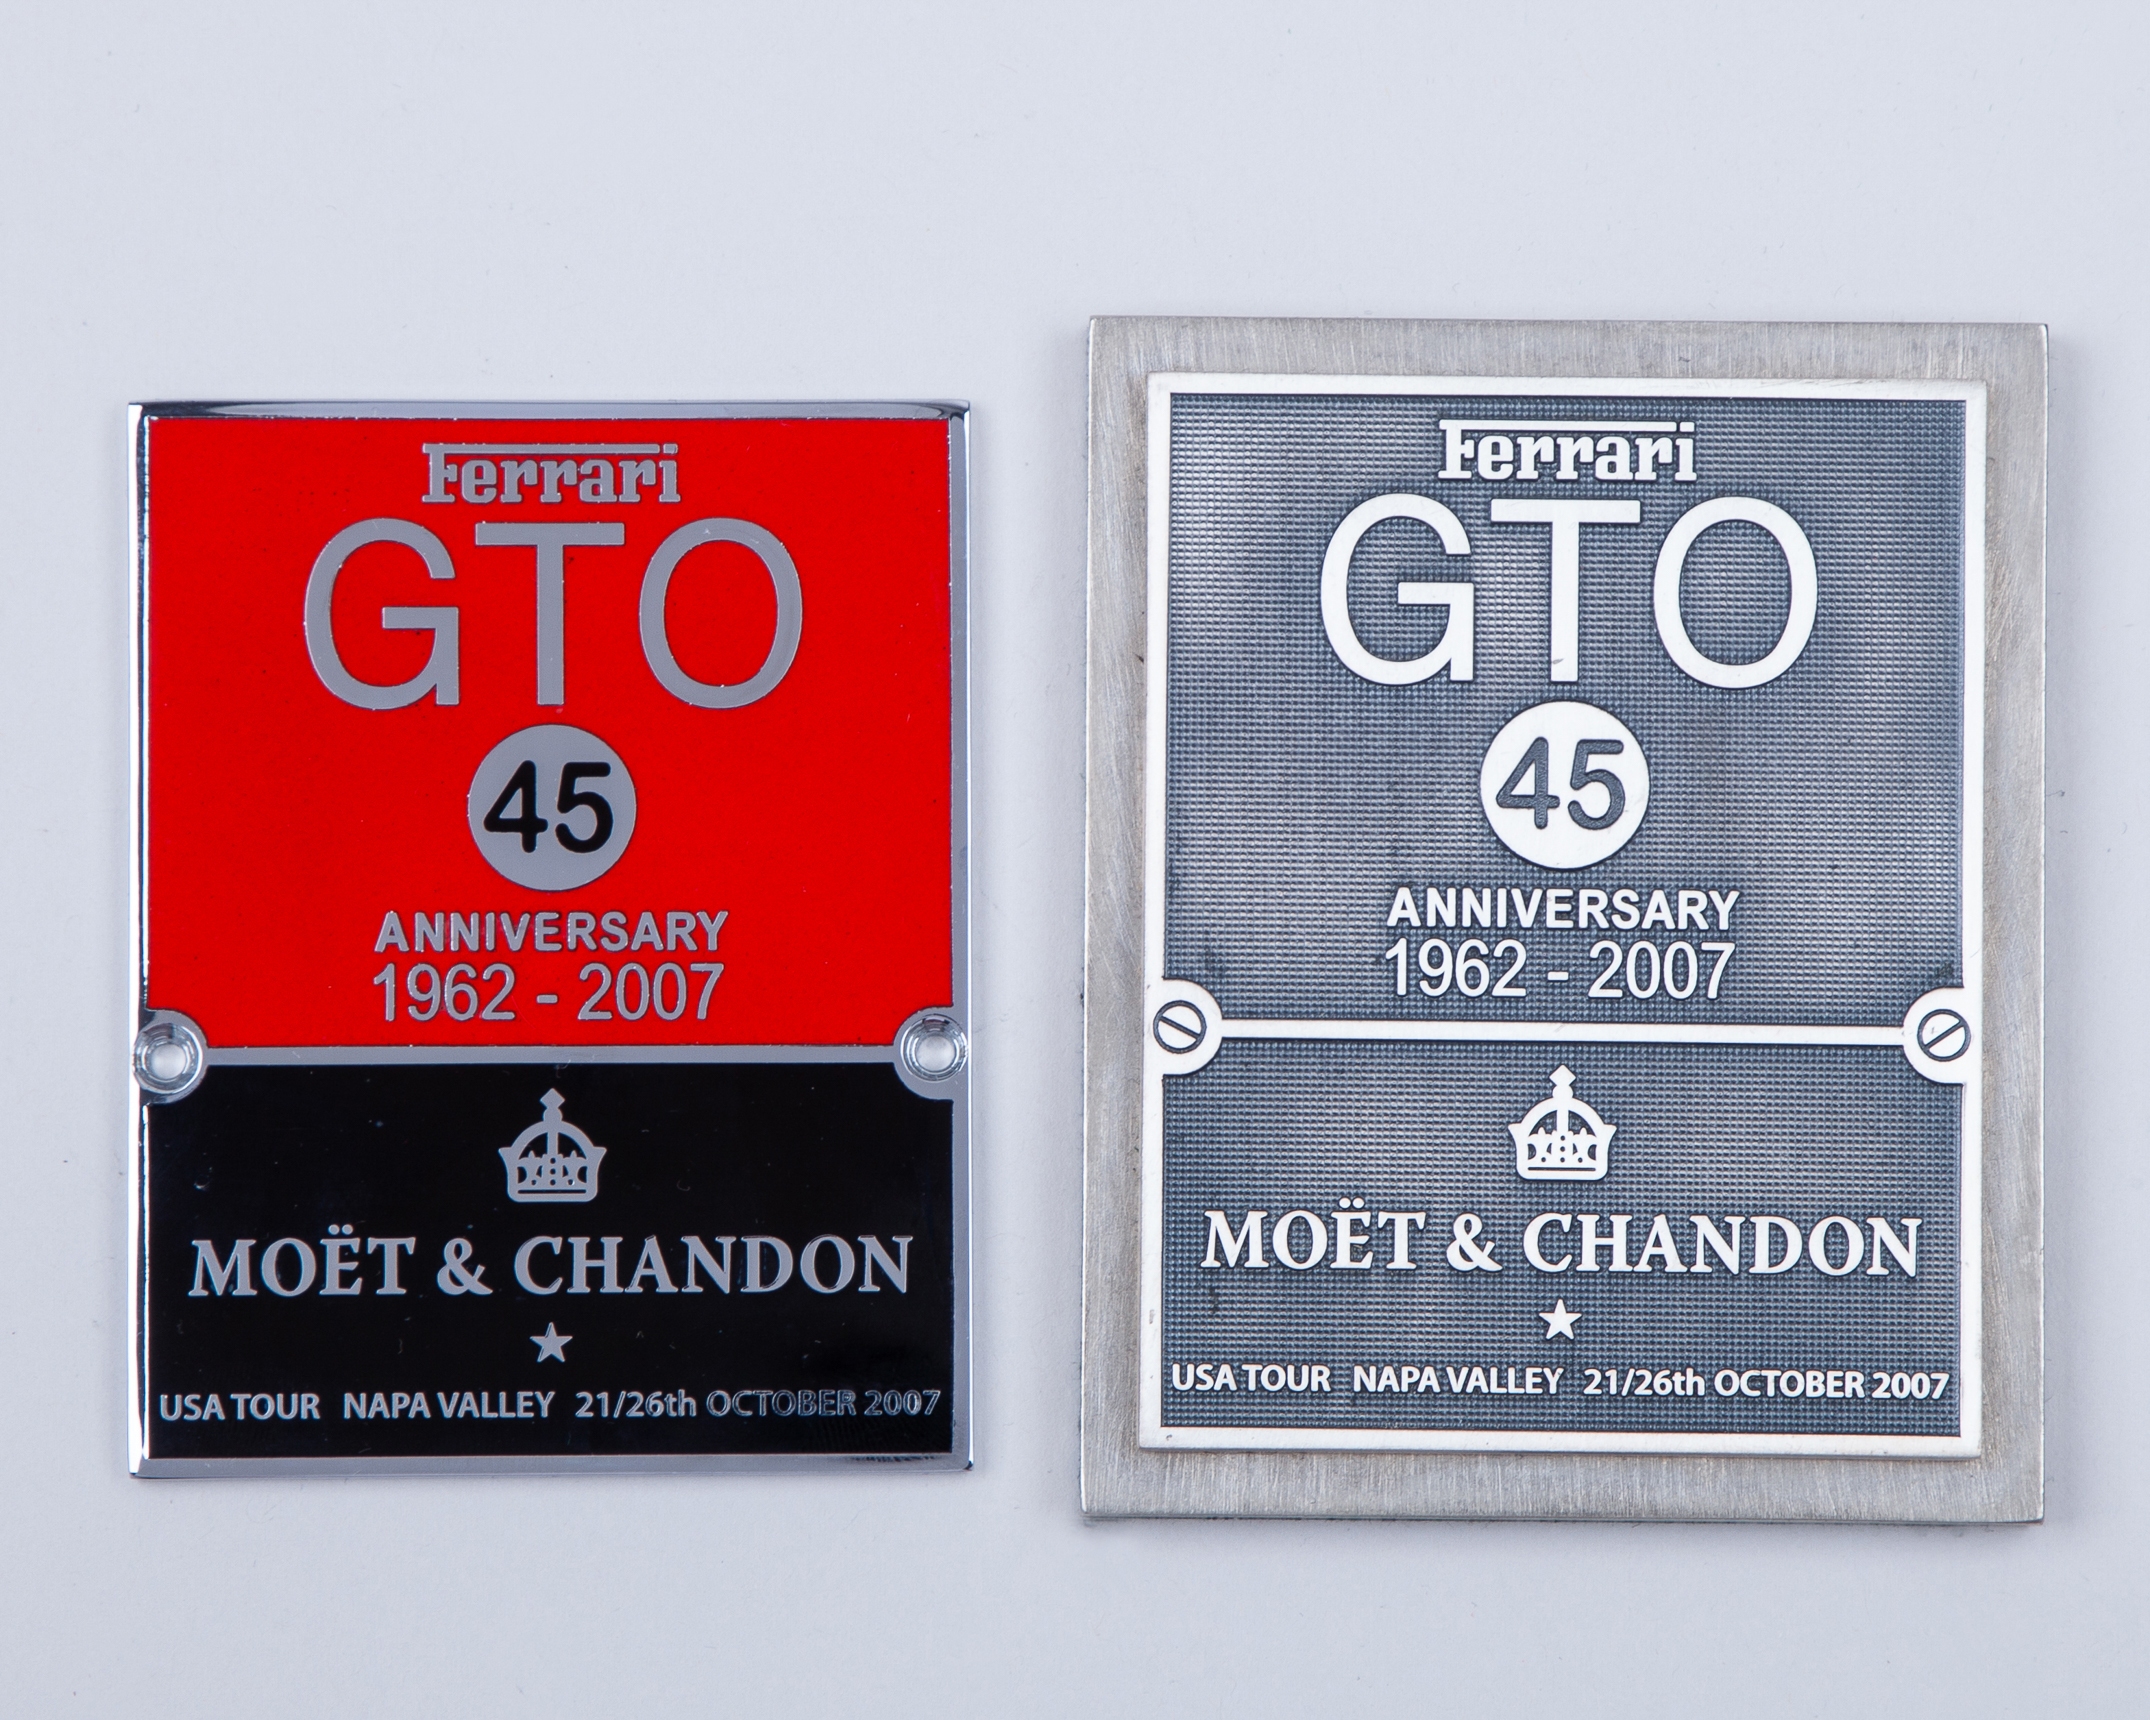 Ferrari
GTO
45
ANNIVERSARY
1962 - 2007
MOËT & CHANDON
USA TOUR NAPA VALLEY 21/26th OCTOBER 2007
Ferrari
GTO
45
ANNIVERSARY
1962 - 2007
MOËT & CHANDON
USA TOUR NAPA VALLEY 21/26th OCTOBER 2007